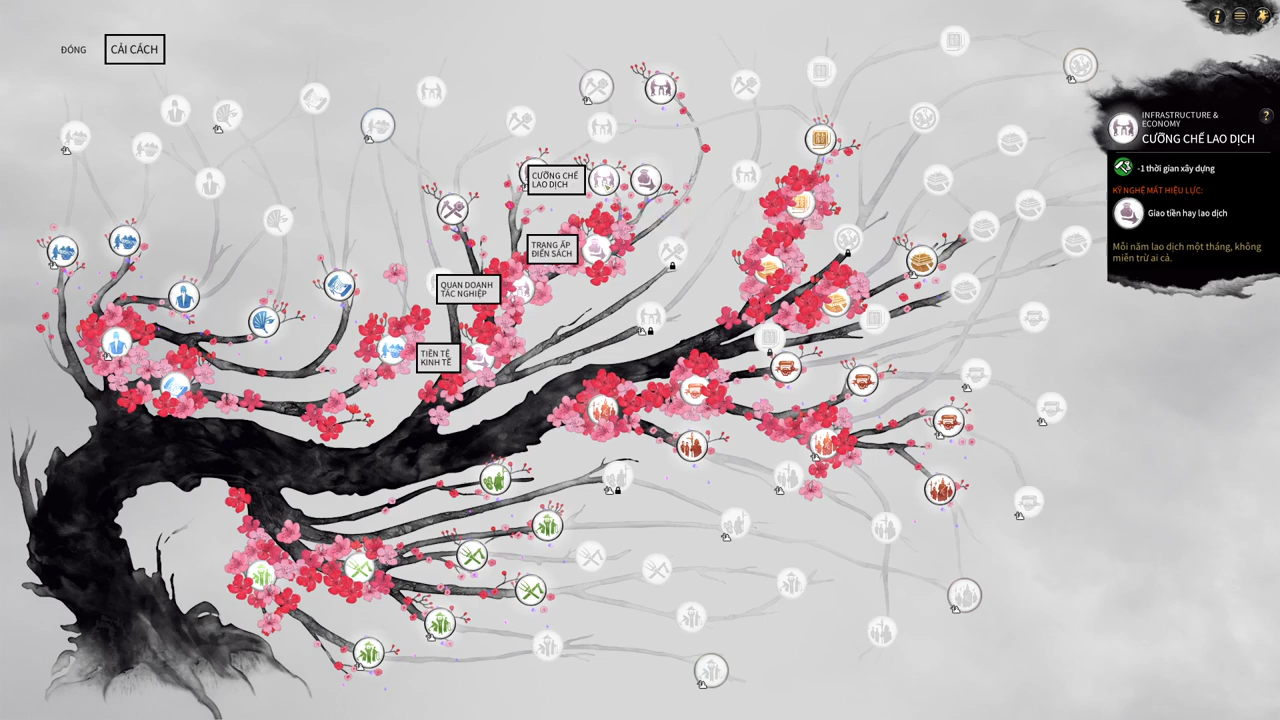 ĐÓNG
CẢI CÁCH
CƯỠNG CHẾ
LAO DỊCH
TRANG ẤP
ĐIỀN SÁCH
QUAN DOANH
TÁC NGHIỆP
TIỀN TỆ
KINH TẾ
INFRASTRUCTURE &
ECONOMY
?
CƯỠNG CHẾ LAO DỊCH
-1 thời gian xây dựng
KỸ NGHỆ MẤT HIỆU LỰC:
Giao tiền hay lao dịch
Mỗi năm lao dịch một tháng, không
miễn trừ ai cả.